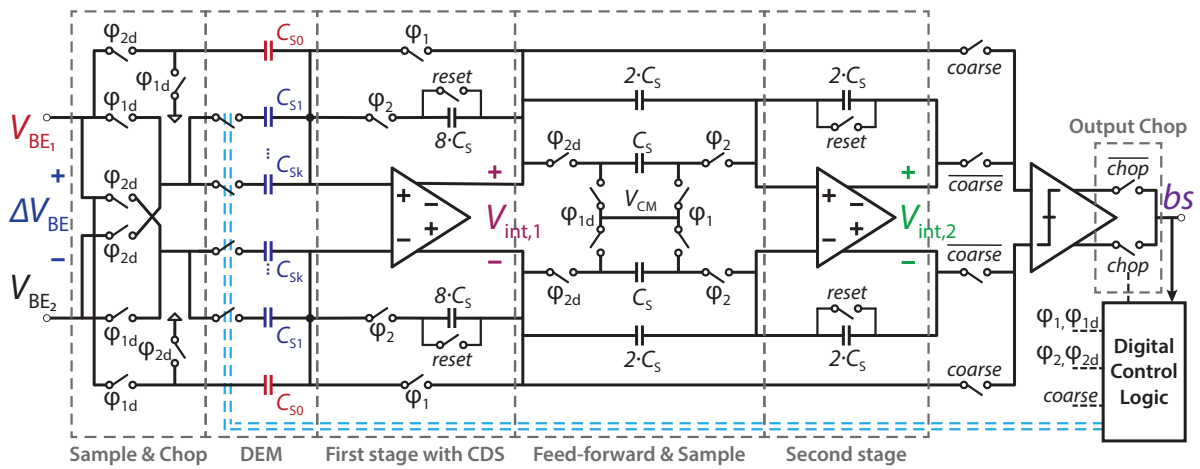 φ2d
CS0
φ1
coarse
φ1d
reset
2·CS
2·CS
φ1d
CS1
φ2
8·CS
reset
Output Chop
VBE1
CSk
φ2d
CS
φ2
coarse
chop
+
φ2d
+
+
ΔVBE
VCM
bs
φ1d
φ1
Vint,1
Vint,2
−
φ2d
−
−
coarse
chop
VBE2
CSk
φ2d
CS
φ2
CS1
φ2
8·CS
reset
reset
φ1d
φ2d
2·CS
2·CS
φ1,φ1d
φ2,φ2d
coarse
Digital
Control
Logic
φ1d
CS0
φ1
coarse
Sample & Chop
DEM
First stage with CDS
Feed-forward & Sample
Second stage